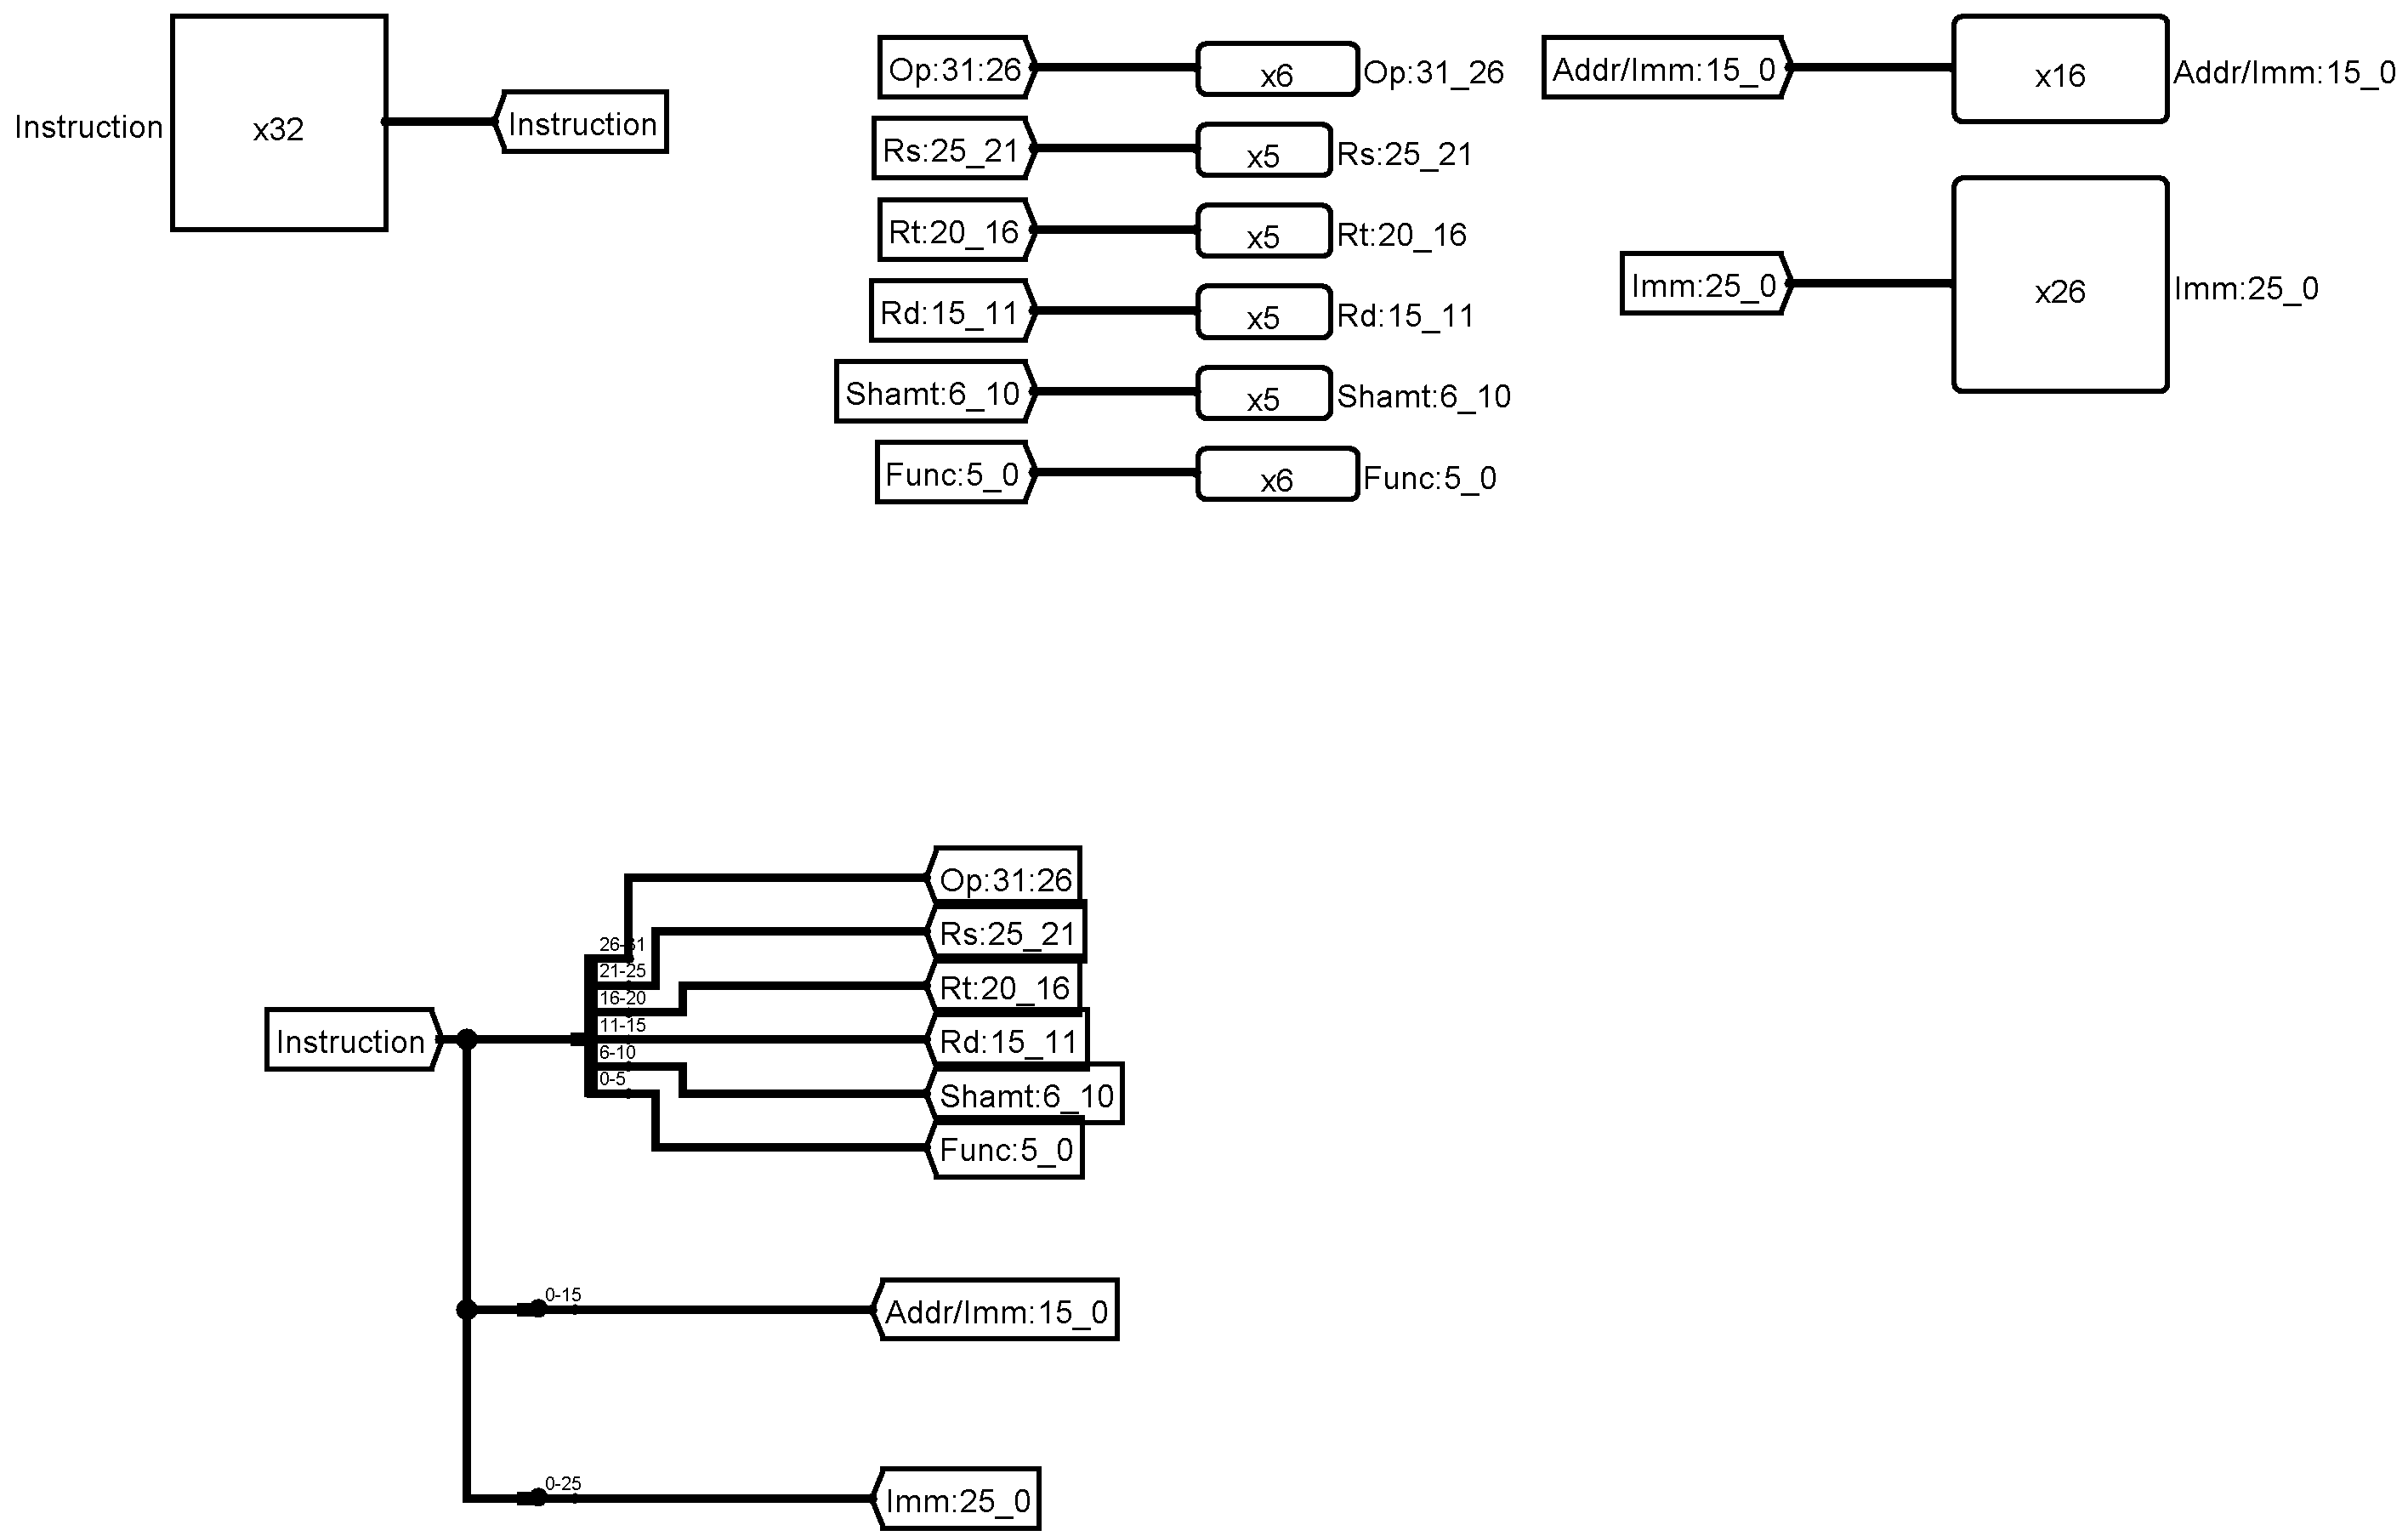 Instruction
x32
Instruction
Op:31:26
x6
Op:31_26
Rs:25_21
x5
Rs:25_21
Rt:20_16
x5
Rt:20_16
Rd:15_11
x5
Rd:15_11
Shamt:6_10
x5
Shamt:6_10
Func:5_0
x6
Func:5_0
Addr/Imm:15_0
x16
Addr/Imm:15_0
Imm:25_0
x26
Imm:25_0
Instruction
26-31
21-25
16-20
11-15
6-10
0-5
Op:31:26
Rs:25_21
Rt:20_16
Rd:15_11
Shamt:6_10
Func:5_0
0-15
Addr/Imm:15_0
0-25
Imm:25_0